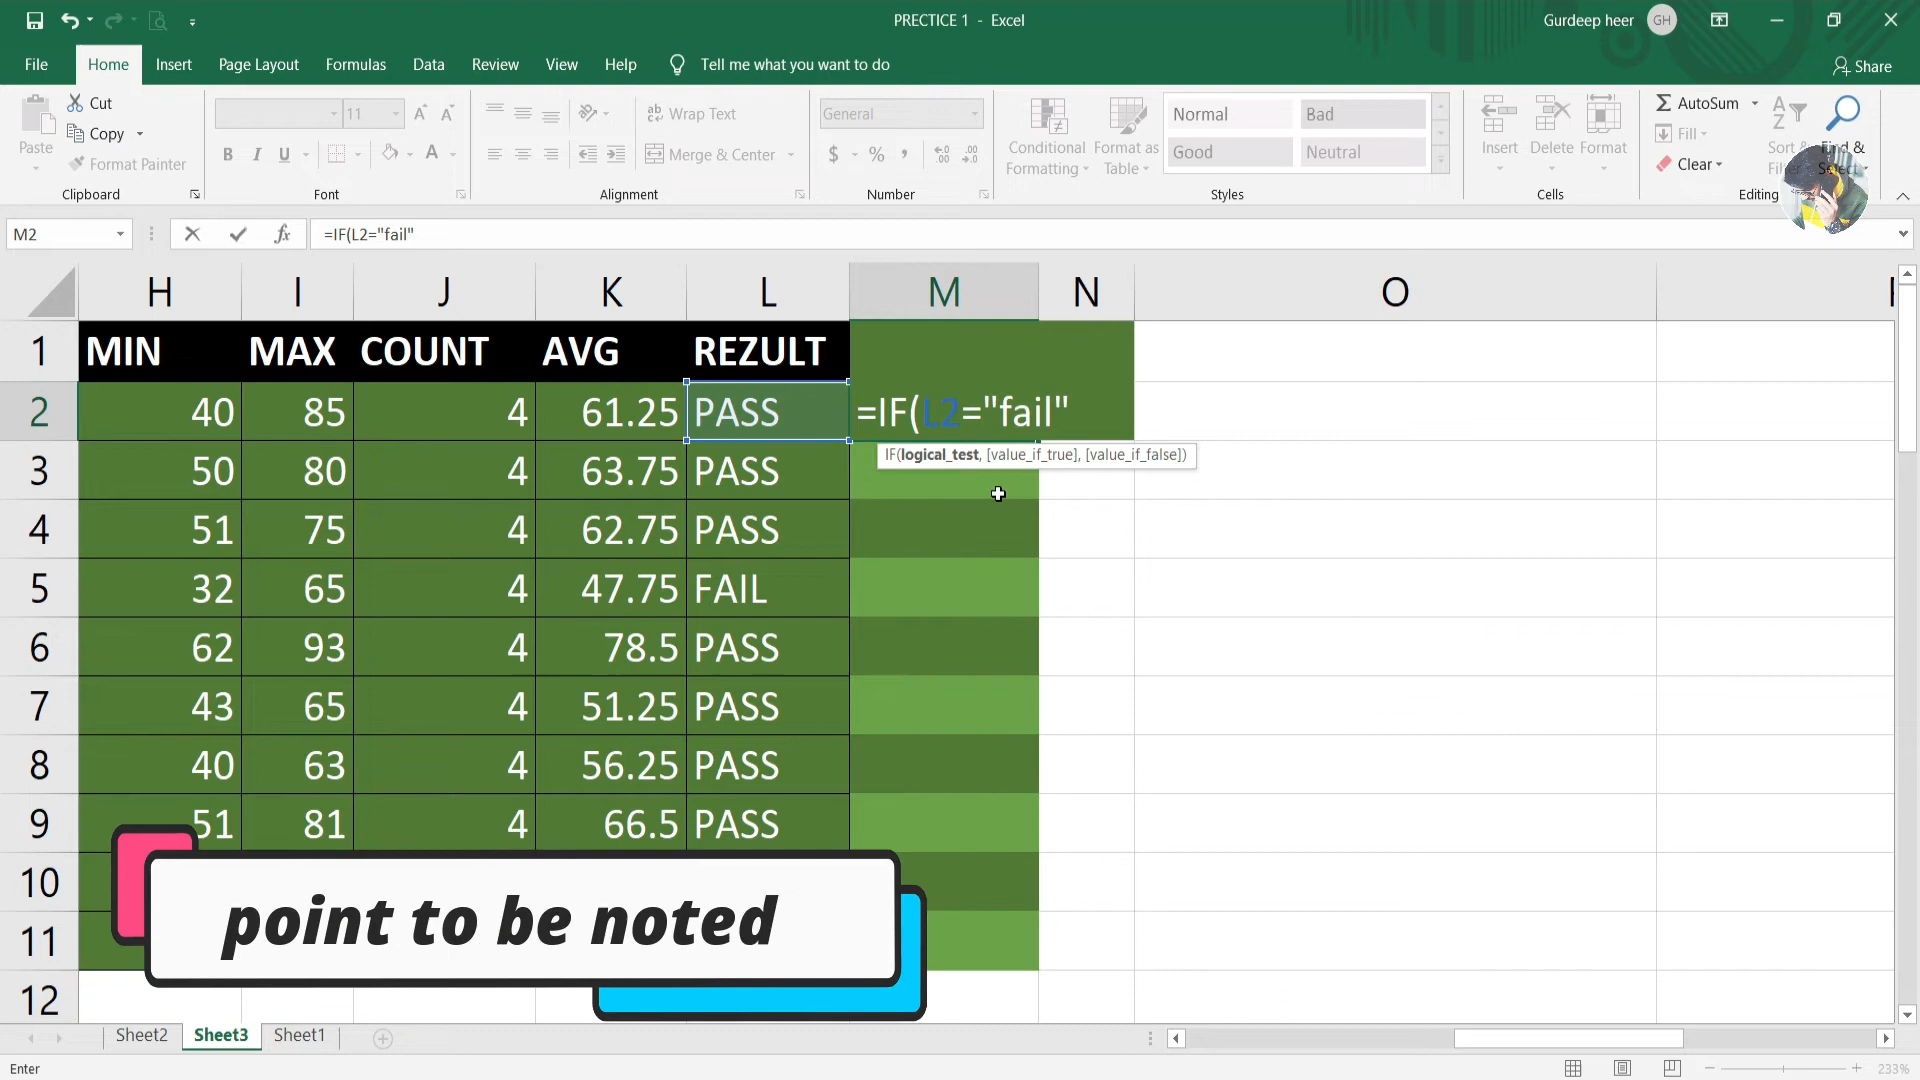 PRECTICE 1 - Excel
Gurdeep heer GH
File Home Insert Page Layout Formulas Data Review View Help Tell me what you want to do Share
Paste
Cut
Copy
Format Painter
Clipboard
11
B I U A
Font
Wrap Text
Merge & Center
Alignment
General
$ % ,
Number
Conditional Formatting
Format as Table
Normal Bad
Good Neutral
Styles
Insert Delete Format
Cells
AutoSum
Fill
Clear
Find &
Editing
M2 fx =IF(L2="fail"
H I J K L M N O
1 MIN MAX COUNT AVG REZULT
2 40 85 4 61.25 PASS =IF(L2="fail"
IF(logical_test, [value_if_true], [value_if_false])
3 50 80 4 63.75 PASS
4 51 75 4 62.75 PASS
5 32 65 4 47.75 FAIL
6 62 93 4 78.5 PASS
7 43 65 4 51.25 PASS
8 40 63 4 56.25 PASS
9 51 81 4 66.5 PASS
10
11
12
point to be noted
Sheet2 Sheet3 Sheet1
Enter
233%